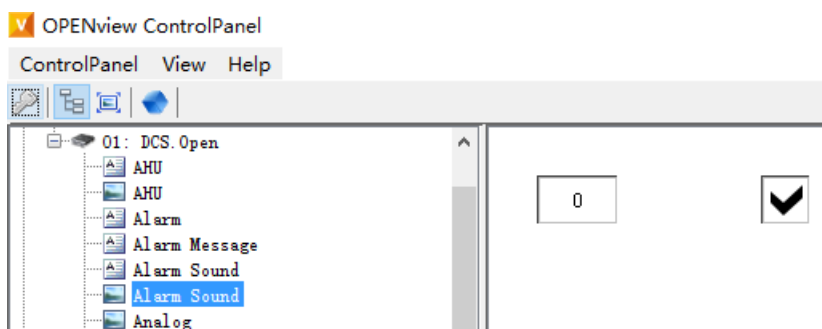 OPENview ControlPanel
ControlPanel View Help
01: DCS.Open
AHU
AHU
Alarm
Alarm Message
Alarm Sound
Alarm Sound
Analog
0